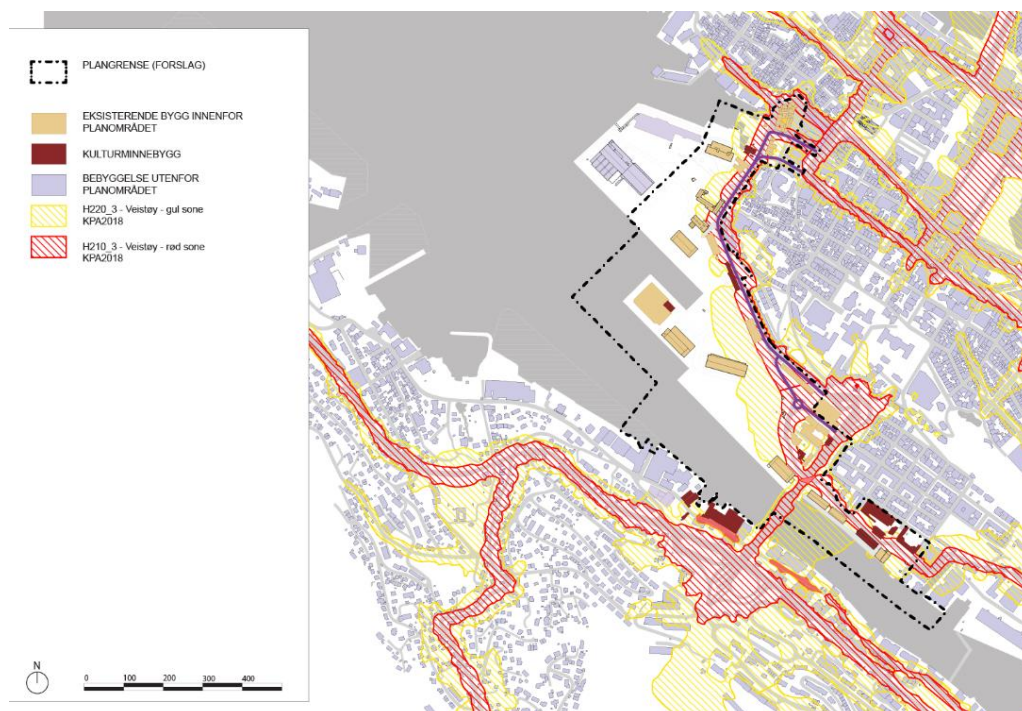 PLANGRENSE (FORSLAG)
EKSISTERENDE BYGG INNENFOR
PLANOMRÅDET
KULTURMINNEBYGG
BEBYGGELSE UTENFOR
PLANOMRÅDET
H220_3 - Veistøy - gul sone
KPA2018
H210_3 - Veistøy - rød sone
KPA2018
N
0 100 200 300 400